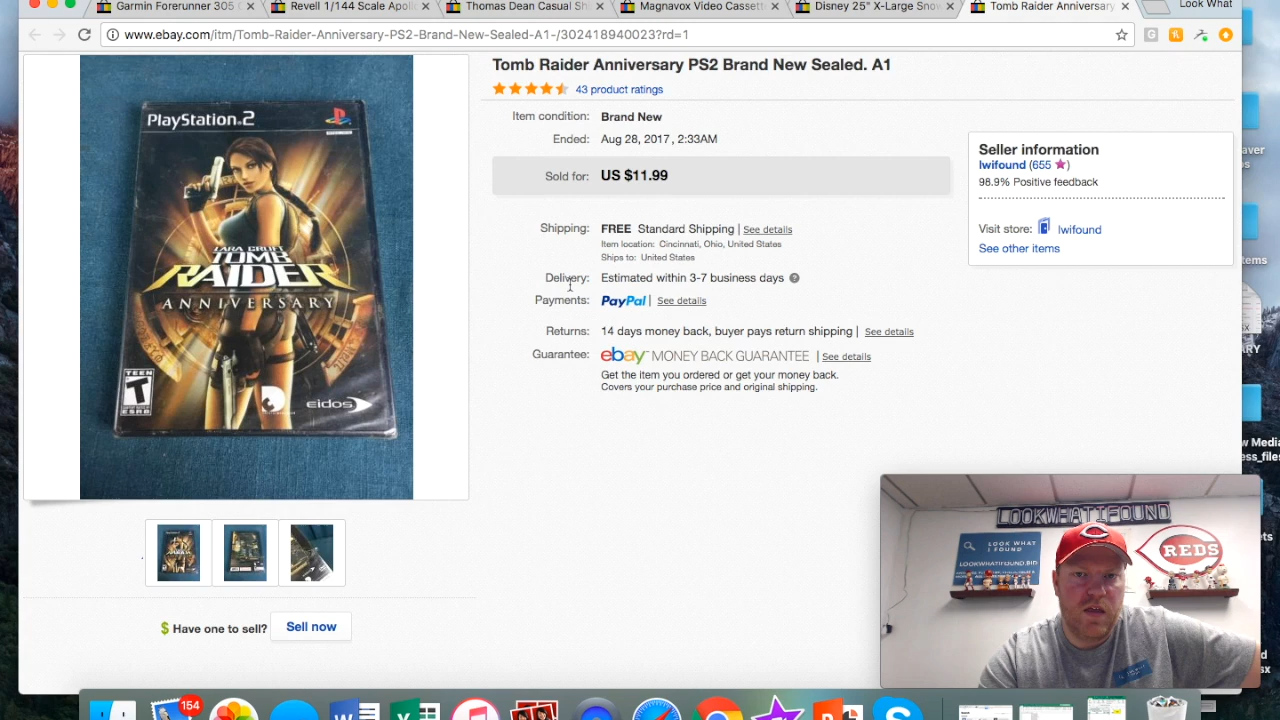 Garmin Forerunner 305
Revell 1/144 Scale Apollo
Thomas Dean Casual Shi
Magnavox Video Cassette
Disney 25" X-Large Snow
Tomb Raider Anniversary
Look What
www.ebay.com/itm/Tomb-Raider-Anniversary-PS2-Brand-New-Sealed-A1-/302418940023?rd=1
Tomb Raider Anniversary PS2 Brand New Sealed. A1
43 product ratings
Item condition: Brand New
Ended: Aug 28, 2017 , 2:33AM
Sold for: US $11.99
Shipping: FREE Standard Shipping | See details
Item location: Cincinnati, Ohio, United States
Ships to: United States
Delivery: Estimated within 3-7 business days
Payments: PayPal | See details
Returns: 14 days money back, buyer pays return shipping | See details
Guarantee: ebay MONEY BACK GUARANTEE | See details
Get the item you ordered or get your money back.
Covers your purchase price and original shipping.
Seller information
lwifound (655)
98.9% Positive feedback
Visit store: lwifound
See other items
PlayStation 2
LARA CROFT
TOMB
RAIDER
ANNIVERSARY
TEEN
T
ESRB
eidos
$ Have one to sell? Sell now
LOOKWHATIFOUND
LOOK WHAT
I FOUND
LOOKWHATIFOUND.BID
REDS
154